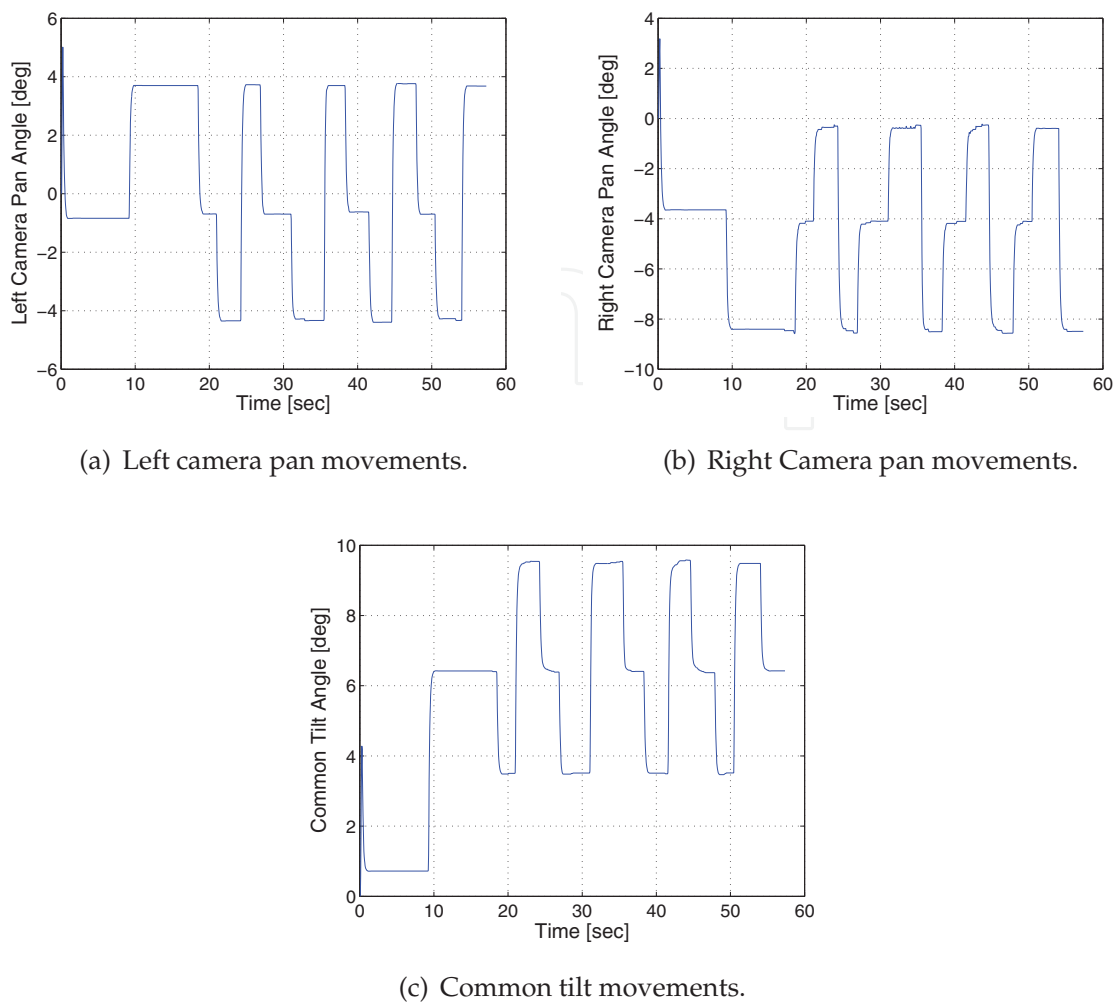 6
4
2
0
−2
−4
−6
0 10 20 30 40 50 60
Left Camera Pan Angle [deg]
Time [sec]
(a) Left camera pan movements.
4
2
0
−2
−4
−6
−8
−10
0 10 20 30 40 50 60
Right Camera Pan Angle [deg]
Time [sec]
(b) Right Camera pan movements.
10
8
6
4
2
0
0 10 20 30 40 50 60
Common Tilt Angle [deg]
Time [sec]
(c) Common tilt movements.